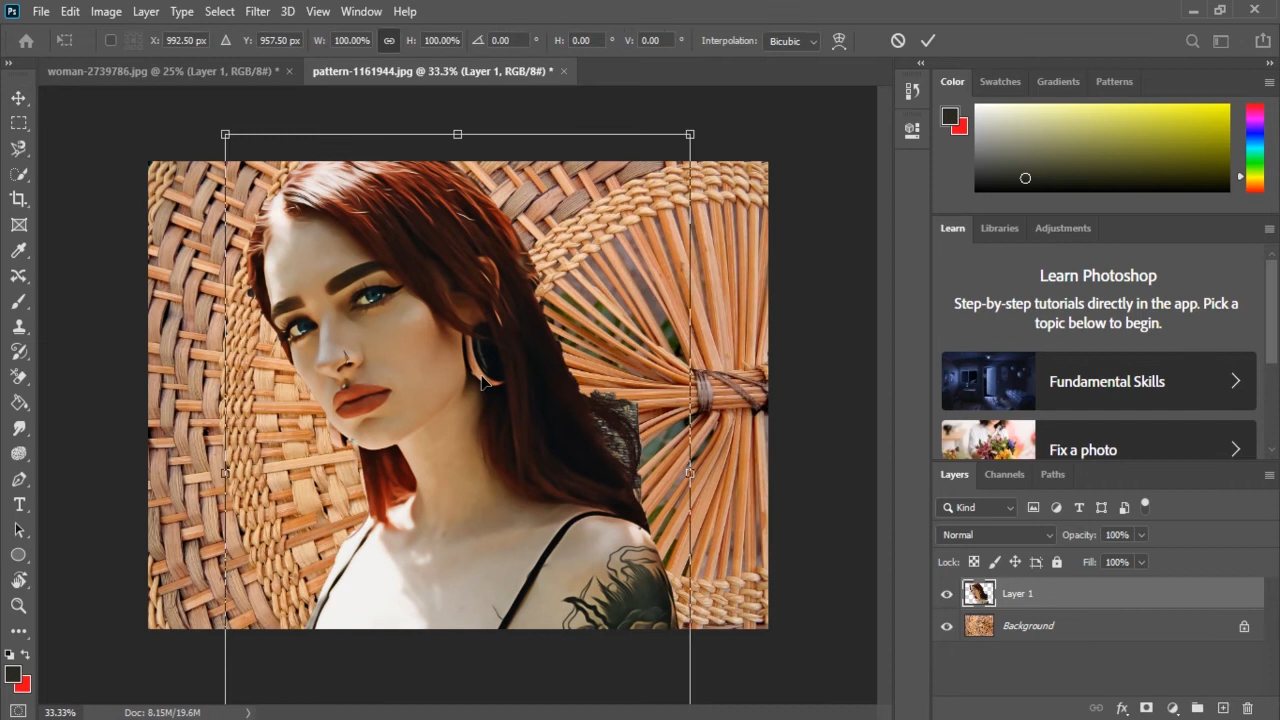 Ps File Edit Image Layer Type Select Filter 3D View Window Help
X: 992.50 px Y: 957.50 px W: 100.00% H: 100.00% 0.00 ° H: 0.00 ° V: 0.00 ° Interpolation: Bicubic
woman-2739786.jpg @ 25% (Layer 1, RGB/8#) * × pattern-1161944.jpg @ 33.3% (Layer 1, RGB/8#) * ×
Color Swatches Gradients Patterns
Learn Libraries Adjustments
Learn Photoshop
Step-by-step tutorials directly in the app. Pick a
topic below to begin.
Fundamental Skills
Fix a photo
Layers Channels Paths
Kind
Normal Opacity: 100%
Lock: Fill: 100%
Layer 1
Background
33.33% Doc: 8.15M/19.6M